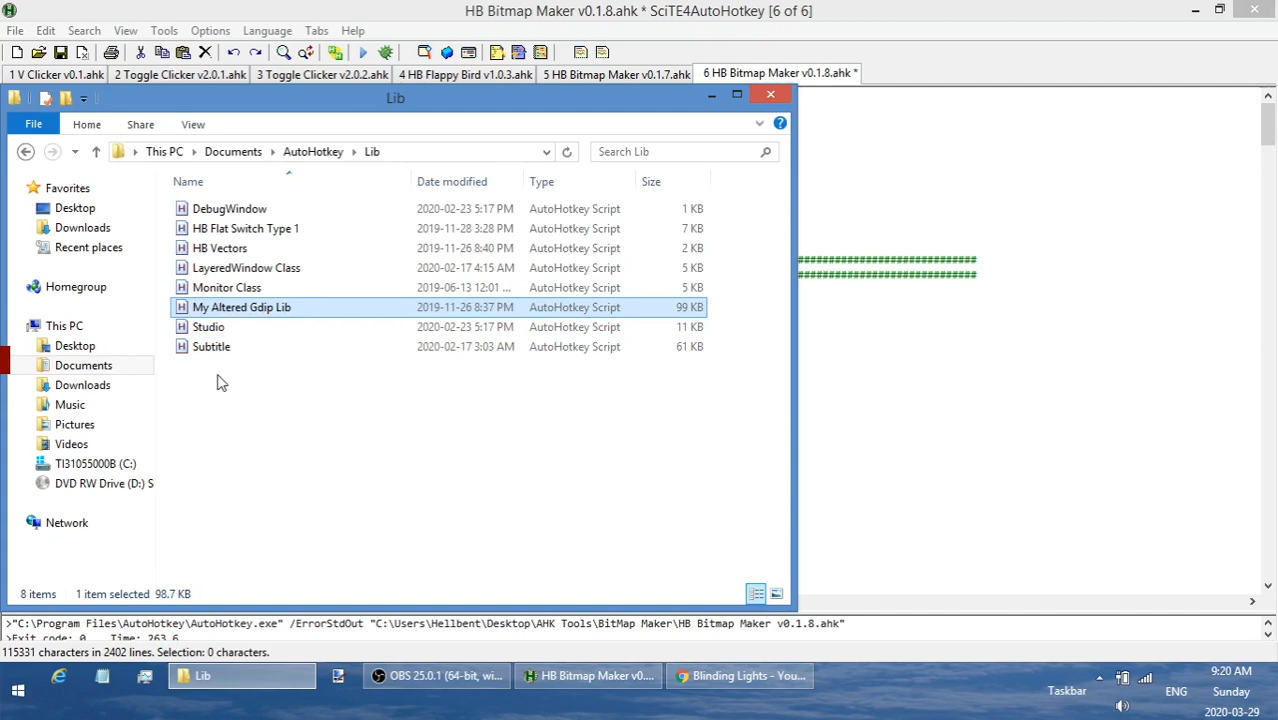 HB Bitmap Maker v0.1.8.ahk * SciTE4AutoHotkey [6 of 6]
File Edit Search View Tools Options Language Tabs Help
1 V Clicker v0.1.ahk 2 Toggle Clicker v2.0.1.ahk 3 Toggle Clicker v2.0.2.ahk 4 HB Flappy Bird v1.0.3.ahk 5 HB Bitmap Maker v0.1.7.ahk 6 HB Bitmap Maker v0.1.8.ahk *
Lib
File Home Share View
This PC Documents AutoHotkey Lib Search Lib
Name Date modified Type Size
DebugWindow 2020-02-23 5:17 PM AutoHotkey Script 1 KB
HB Flat Switch Type 1 2019-11-28 3:28 PM AutoHotkey Script 7 KB
HB Vectors 2019-11-26 8:40 PM AutoHotkey Script 2 KB
LayeredWindow Class 2020-02-17 4:15 AM AutoHotkey Script 5 KB
Monitor Class 2019-06-13 12:01 ... AutoHotkey Script 5 KB
My Altered Gdip Lib 2019-11-26 8:37 PM AutoHotkey Script 99 KB
Studio 2020-02-23 5:17 PM AutoHotkey Script 11 KB
Subtitle 2020-02-17 3:03 AM AutoHotkey Script 61 KB
Favorites
Desktop
Downloads
Recent places
Homegroup
This PC
Desktop
Documents
Downloads
Music
Pictures
Videos
TI31055000B (C:)
DVD RW Drive (D:) S
Network
8 items 1 item selected 98.7 KB
>"C:\Program Files\AutoHotkey\AutoHotkey.exe" /ErrorStdOut "C:\Users\Hellbent\Desktop\AHK Tools\BitMap Maker\HB Bitmap Maker v0.1.8.ahk"
>Exit code: 0 Time: 263.6
115331 characters in 2402 lines. Selection: 0 characters.
Lib OBS 25.0.1 (64-bit, wi... HB Bitmap Maker v0.... Blinding Lights - You...
Taskbar ENG
9:20 AM
Sunday
2020-03-29